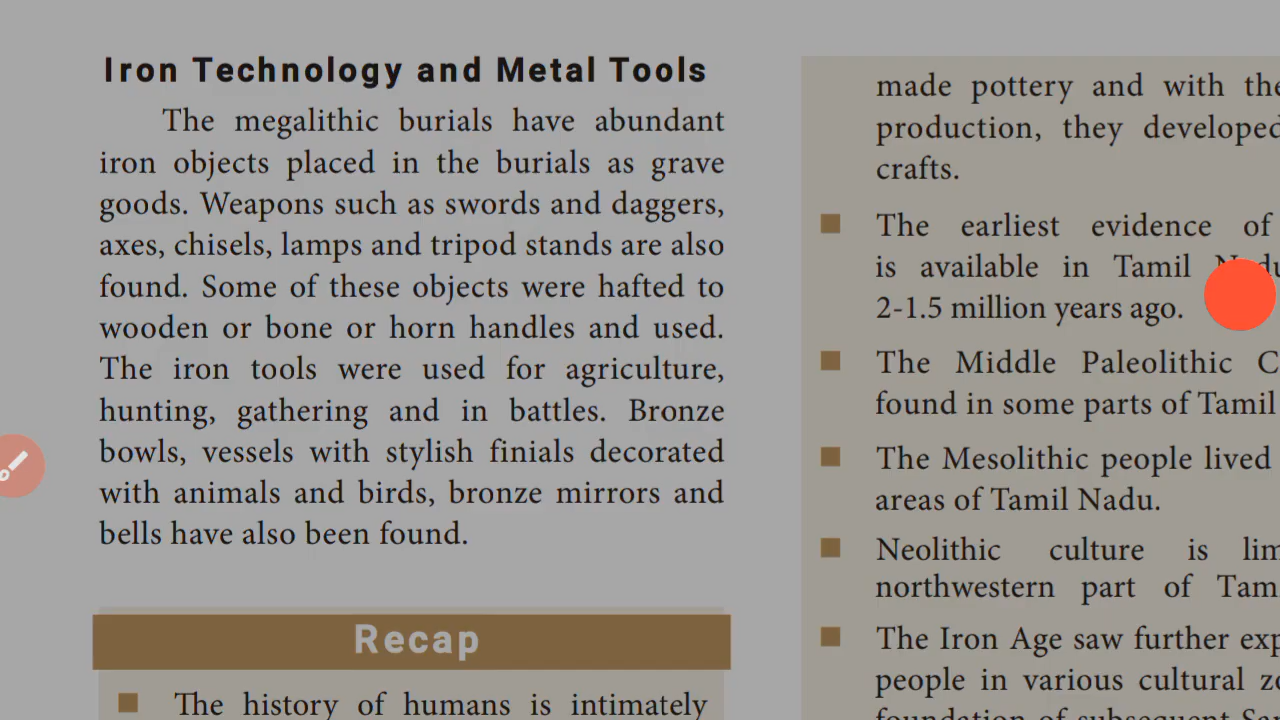 Iron Technology and Metal Tools
The megalithic burials have abundant
iron objects placed in the burials as grave
goods. Weapons such as swords and daggers,
axes, chisels, lamps and tripod stands are also
found. Some of these objects were hafted to
wooden or bone or horn handles and used.
The iron tools were used for agriculture,
hunting, gathering and in battles. Bronze
bowls, vessels with stylish finials decorated
with animals and birds, bronze mirrors and
bells have also been found.
Recap
The history of humans is intimately
made pottery and with the
production, they developed
crafts.
The earliest evidence of
is available in Tamil
2-1.5 million years ago.
The Middle Paleolithic
found in some parts of Tamil
The Mesolithic people lived
areas of Tamil Nadu.
Neolithic culture is
northwestern part of
The Iron Age saw further
people in various cultural
foundation of subsequent